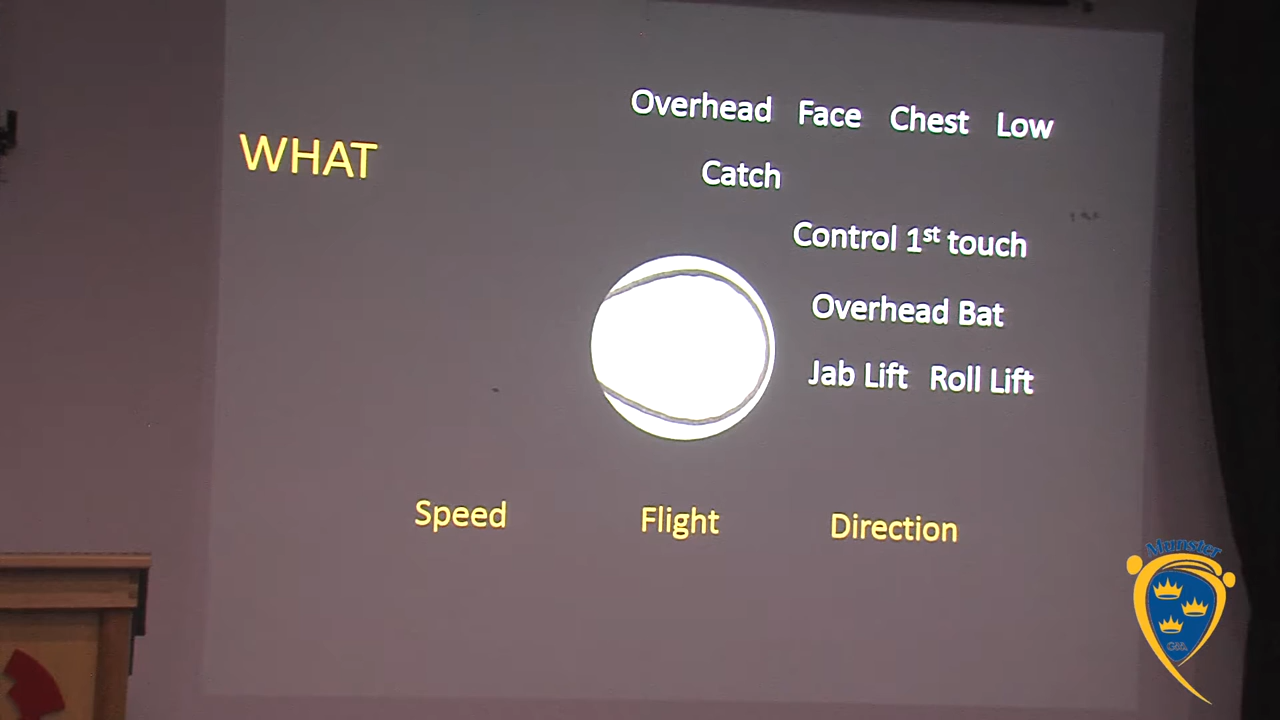 WHAT
Overhead Face Chest Low
Catch
Control 1st touch
Overhead Bat
Jab Lift Roll Lift
Speed Flight Direction
Munster
GAA